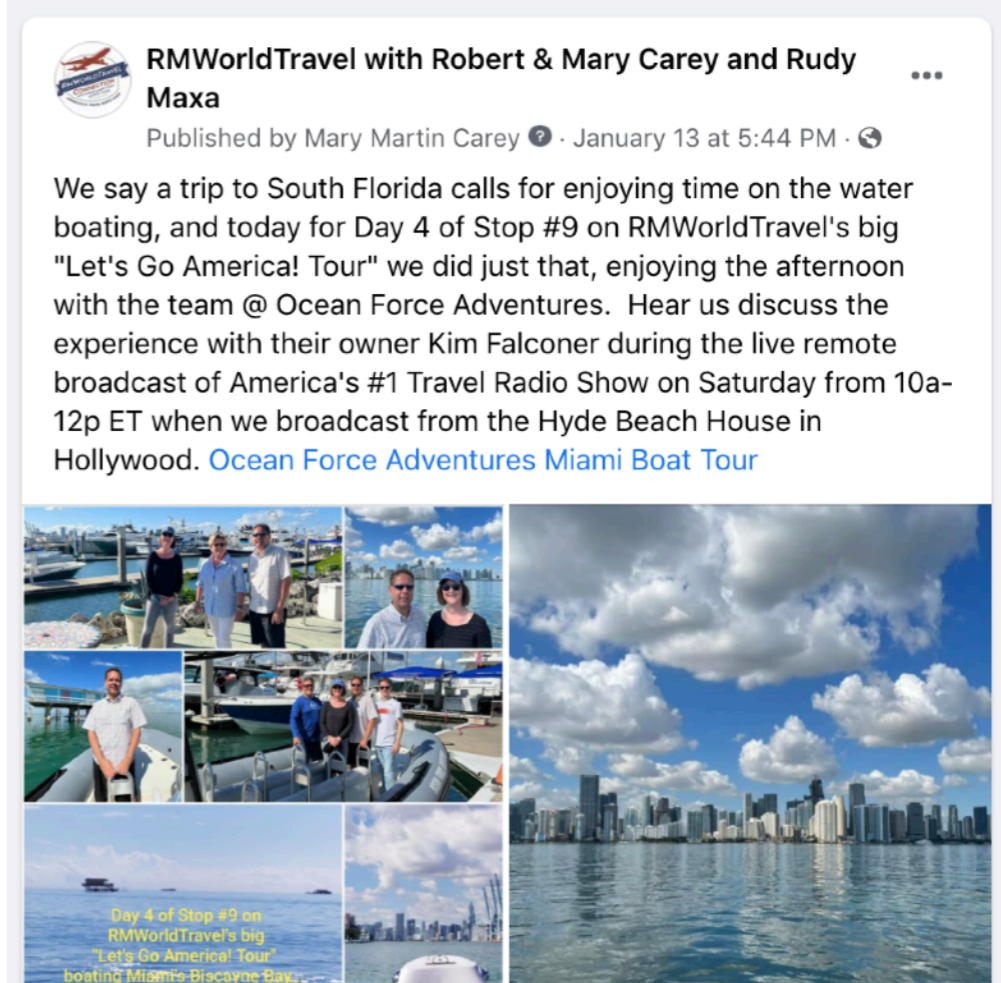 RMWorldTravel with Robert & Mary Carey and Rudy
Maxa
Published by Mary Martin Carey · January 13 at 5:44 PM ·
We say a trip to South Florida calls for enjoying time on the water
boating, and today for Day 4 of Stop #9 on RMWorldTravel's big
"Let's Go America! Tour" we did just that, enjoying the afternoon
with the team @ Ocean Force Adventures.  Hear us discuss the
experience with their owner Kim Falconer during the live remote
broadcast of America's #1 Travel Radio Show on Saturday from 10a-
12p ET when we broadcast from the Hyde Beach House in
Hollywood. Ocean Force Adventures Miami Boat Tour
Day 4 of Stop #9 on
RMWorldTravel's big
"Let's Go America! Tour"
boating Miami's Biscayne Bay